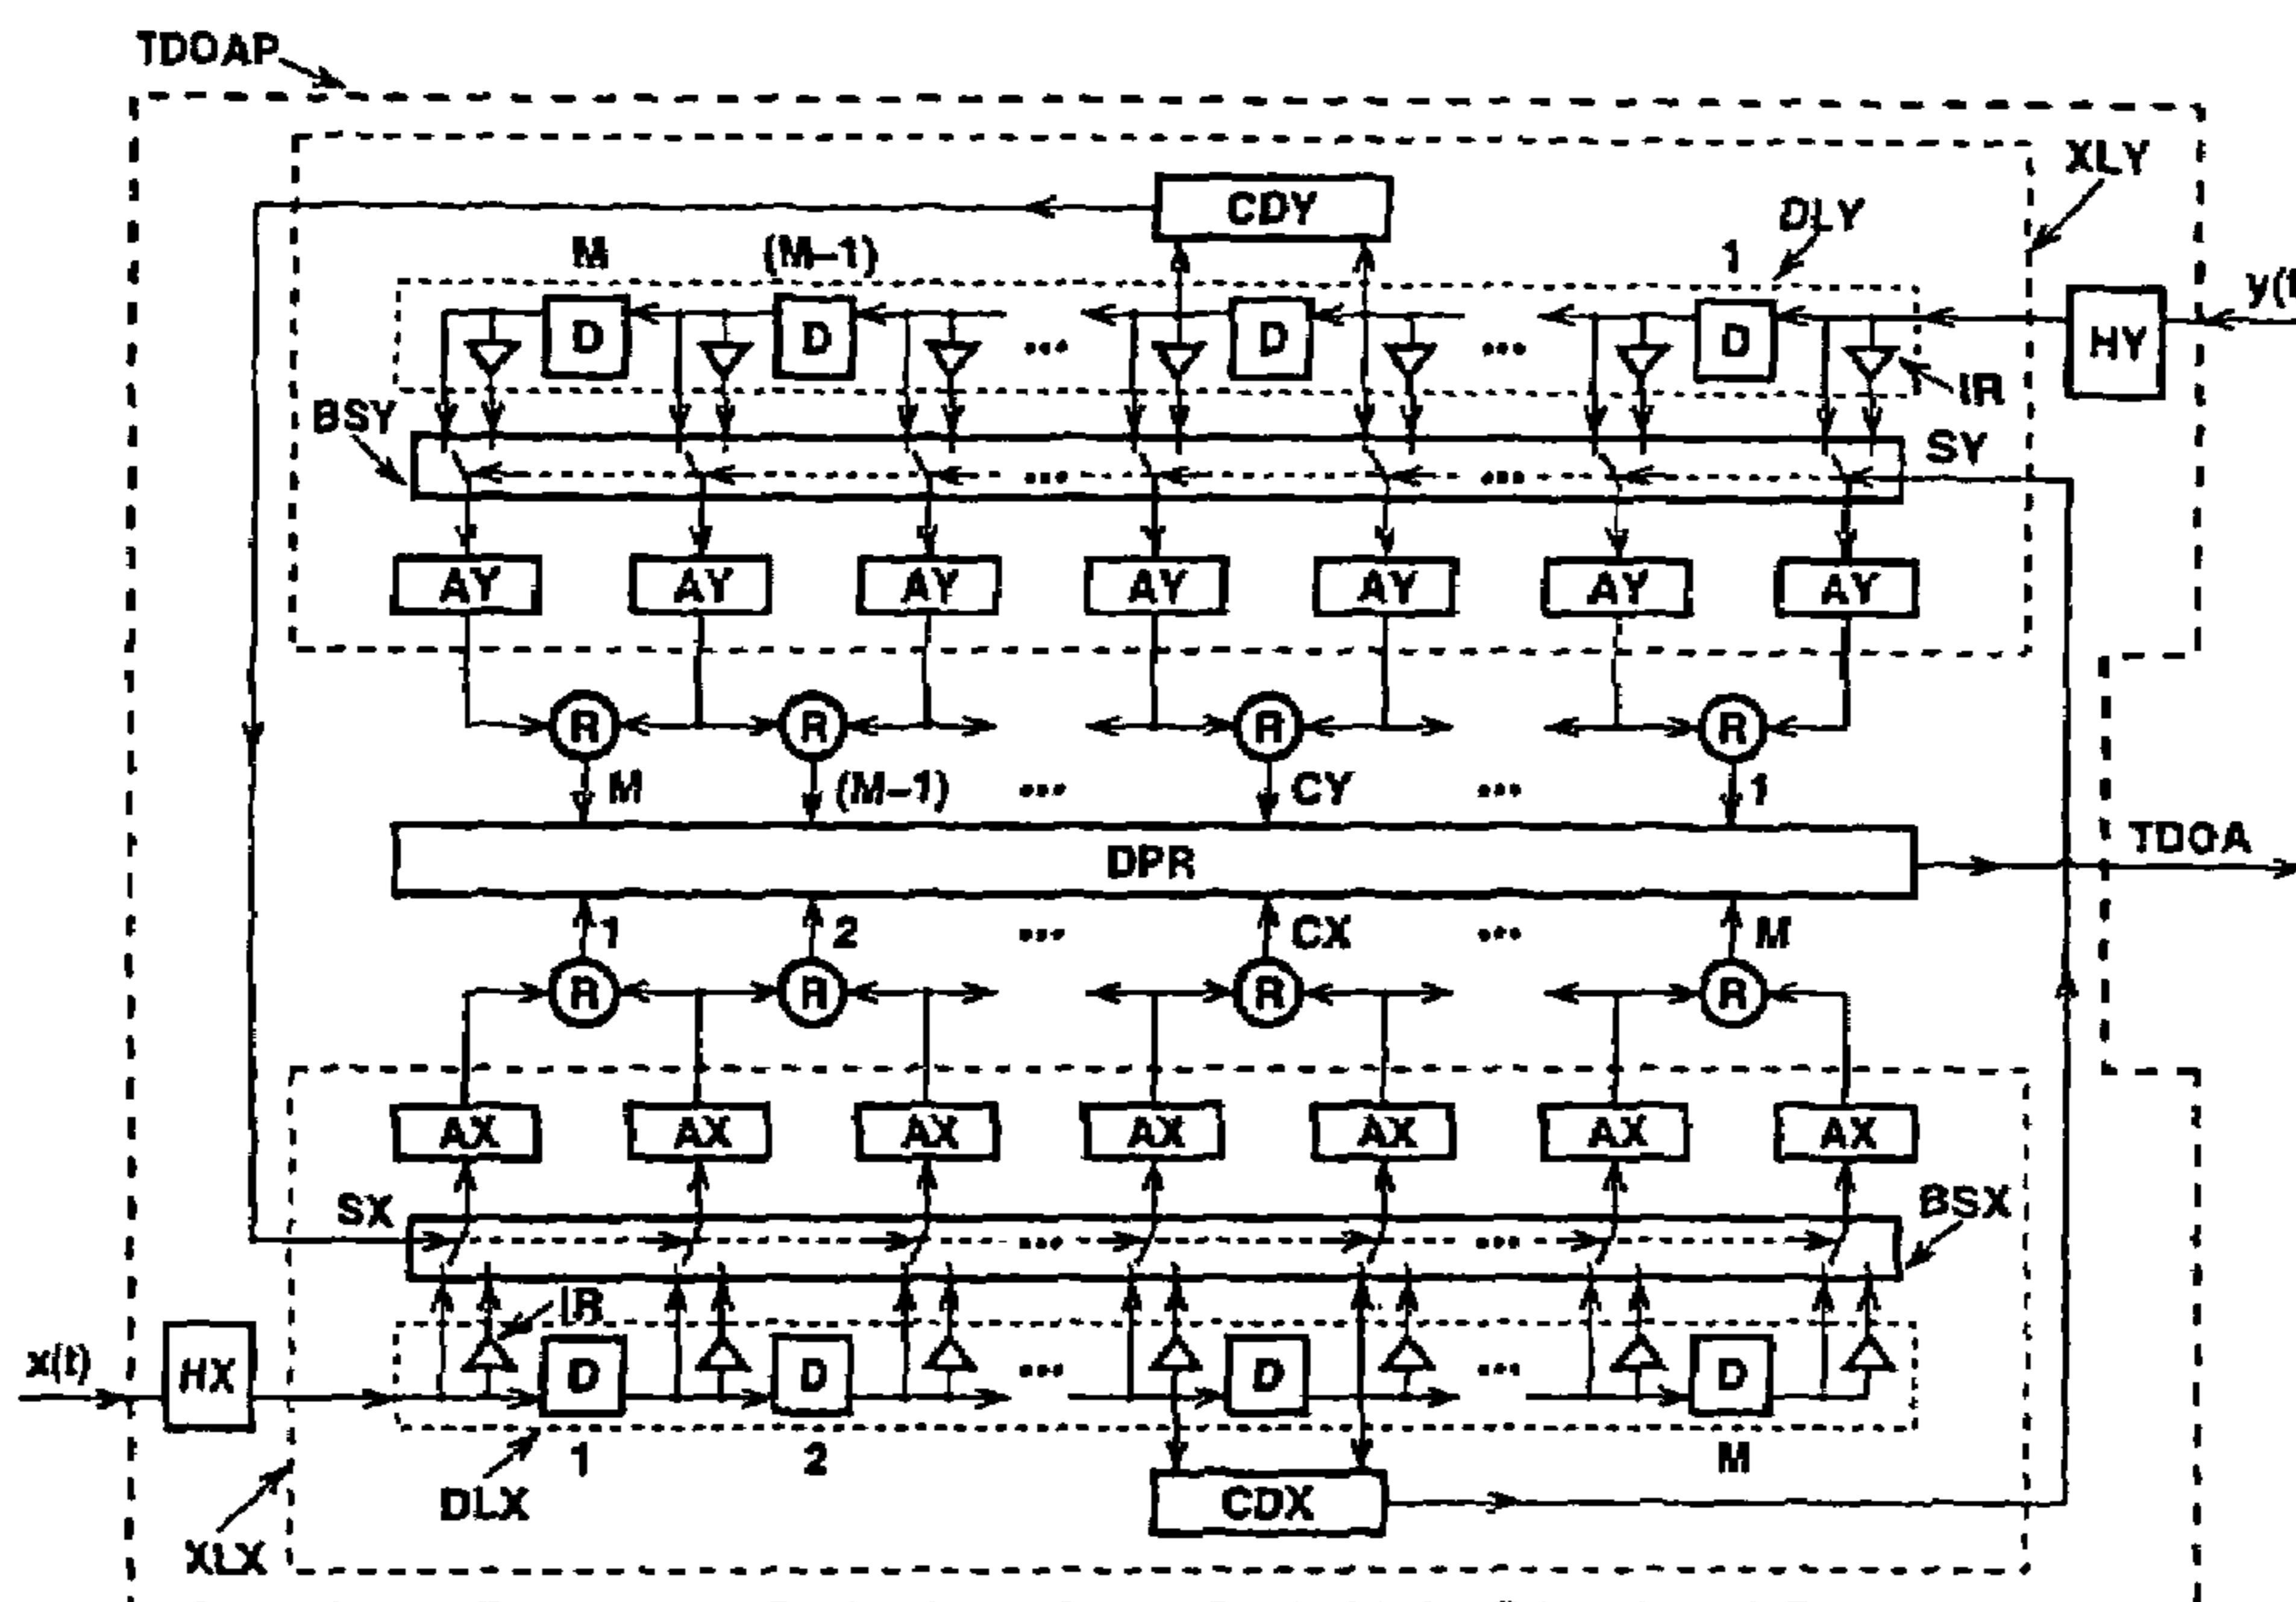 TDOAP
XLY
CDY
DLY
M (M–1) 1
y(t
D D D D
HY
... ...
IR
BSY
SY
... ...
AY AY AY AY AY AY AY
R R R R
M (M–1) ... CY ... 1
DPR
TDOA
1 2 ... CX ... M
R R R R
AX AX AX AX AX AX AX
SX
BSX
... ...
IR
x(t)
HX
D D ... D ... D
1 2 M
DLX
CDX
XLX